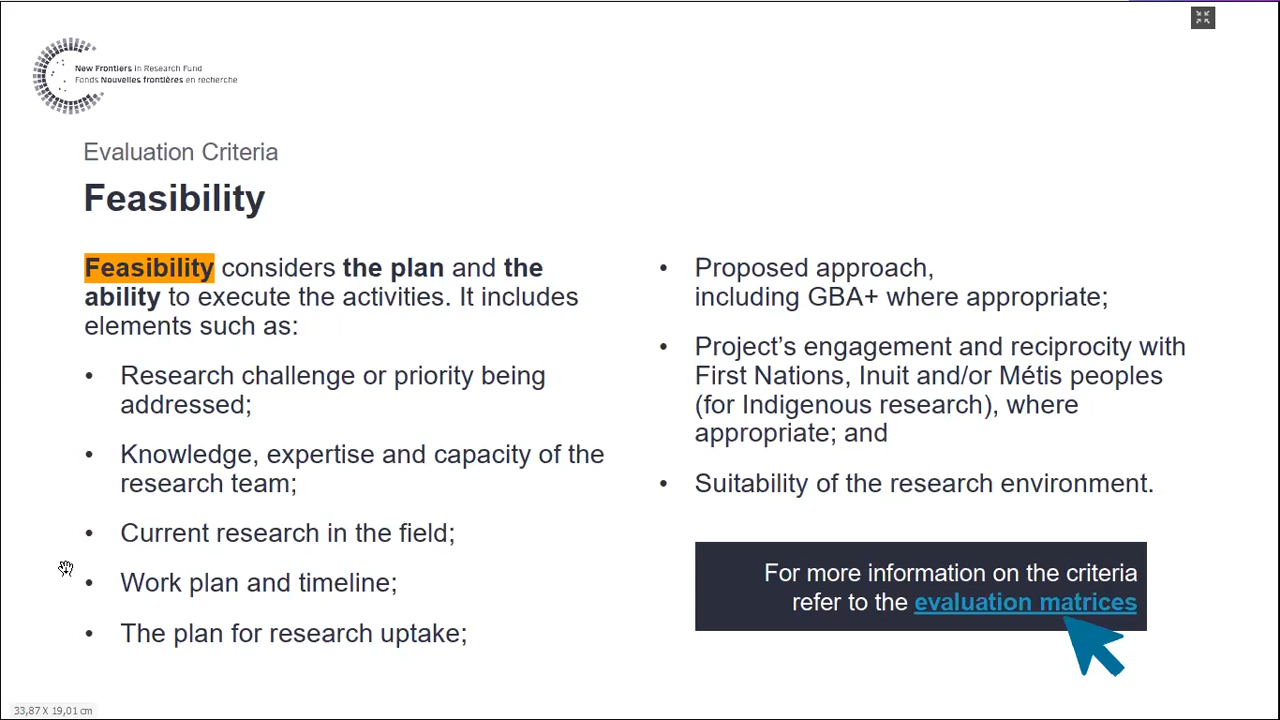 New Frontiers in Research Fund
Fonds Nouvelles frontières en recherche
Evaluation Criteria
Feasibility
Feasibility considers the plan and the
ability to execute the activities. It includes
elements such as:
• Research challenge or priority being
addressed;
• Knowledge, expertise and capacity of the
research team;
• Current research in the field;
• Work plan and timeline;
• The plan for research uptake;
• Proposed approach,
including GBA+ where appropriate;
• Project’s engagement and reciprocity with
First Nations, Inuit and/or Métis peoples
(for Indigenous research), where
appropriate; and
• Suitability of the research environment.
For more information on the criteria
refer to the evaluation matrices
33,87 X 19,01 cm